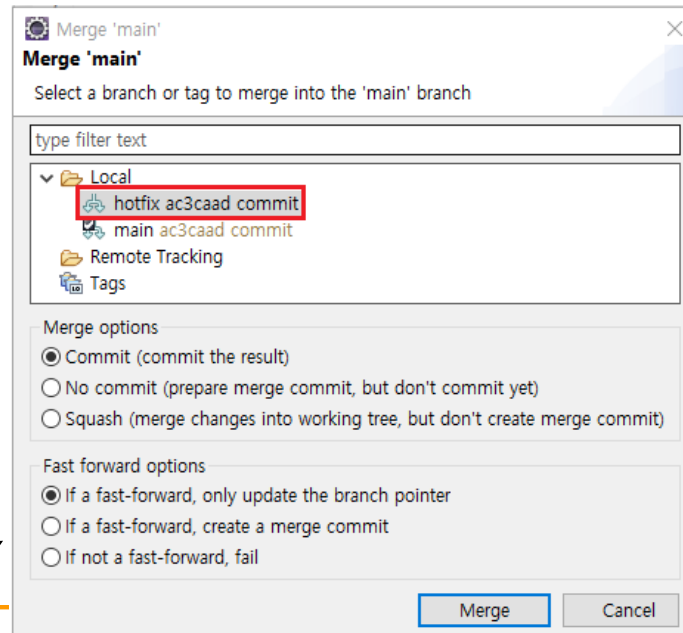 Merge 'main'
Merge 'main'
Select a branch or tag to merge into the 'main' branch
type filter text
Local
hotfix ac3caad commit
main ac3caad commit
Remote Tracking
Tags
Merge options
Commit (commit the result)
No commit (prepare merge commit, but don't commit yet)
Squash (merge changes into working tree, but don't create merge commit)
Fast forward options
If a fast-forward, only update the branch pointer
If a fast-forward, create a merge commit
If not a fast-forward, fail
Merge Cancel